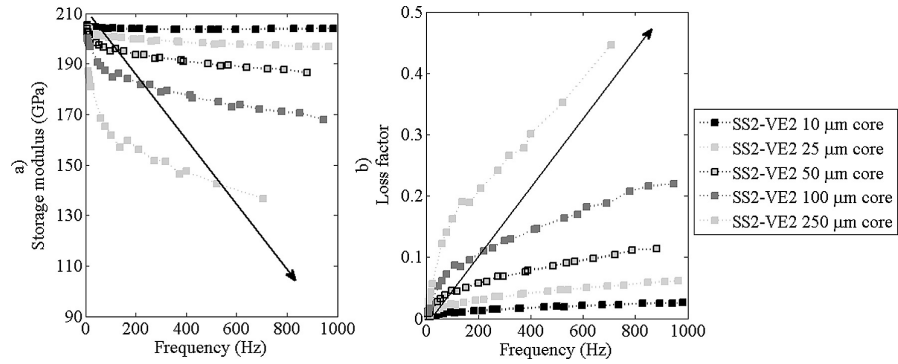 210
190
170
150
130
110
90
a)
Storage modulus (GPa)
0 200 400 600 800 1000
Frequency (Hz)
0.5
0.4
0.3
0.2
0.1
0
b)
Loss factor
0 200 400 600 800 1000
Frequency (Hz)
SS2-VE2 10 μm core
SS2-VE2 25 μm core
SS2-VE2 50 μm core
SS2-VE2 100 μm core
SS2-VE2 250 μm core